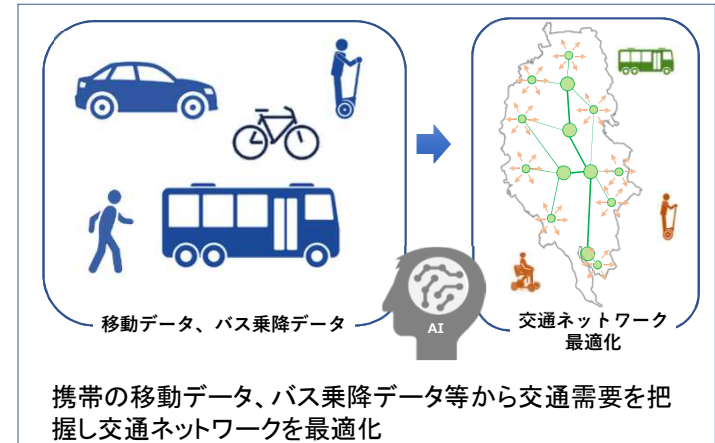 移動データ、バス乗降データ
AI
交通ネットワーク
最適化
携帯の移動データ、バス乗降データ等から交通需要を把
握し交通ネットワークを最適化